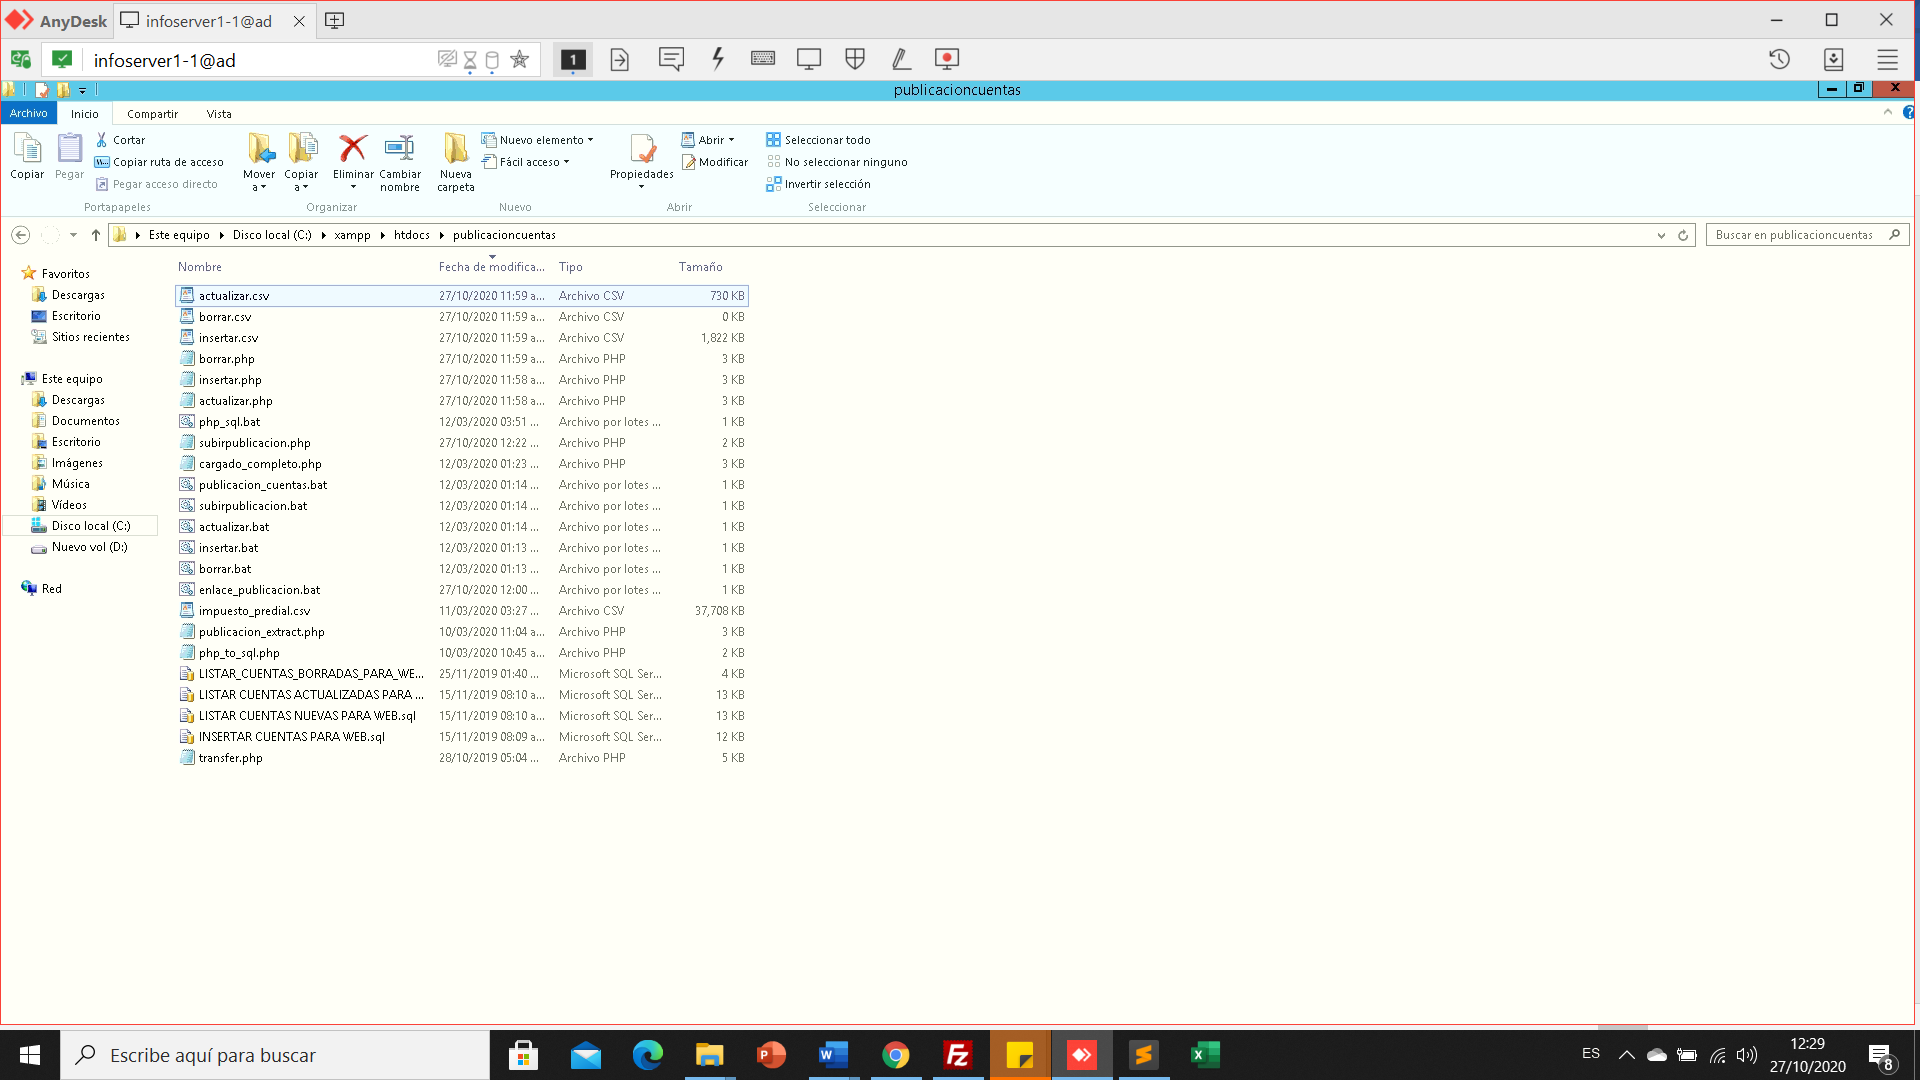 AnyDesk infoserver1-1@ad
infoserver1-1@ad 1
publicacioncuentas
Archivo Inicio Compartir Vista
Copiar Pegar Cortar Copiar ruta de acceso Pegar acceso directo
Portapapeles
Mover a Copiar a Eliminar Cambiar nombre
Organizar
Nueva carpeta Nuevo elemento Fácil acceso
Nuevo
Propiedades Abrir Modificar
Abrir
Seleccionar todo
No seleccionar ninguno
Invertir selección
Seleccionar
Este equipo Disco local (C:) xampp htdocs publicacioncuentas Buscar en publicacioncuentas
Favoritos
Descargas
Escritorio
Sitios recientes
Este equipo
Descargas
Documentos
Escritorio
Imágenes
Música
Vídeos
Disco local (C:)
Nuevo vol (D:)
Red
Nombre Fecha de modifica... Tipo Tamaño
actualizar.csv 27/10/2020 11:59 a... Archivo CSV 730 KB
borrar.csv 27/10/2020 11:59 a... Archivo CSV 0 KB
insertar.csv 27/10/2020 11:59 a... Archivo CSV 1,822 KB
borrar.php 27/10/2020 11:59 a... Archivo PHP 3 KB
insertar.php 27/10/2020 11:58 a... Archivo PHP 3 KB
actualizar.php 27/10/2020 11:58 a... Archivo PHP 3 KB
php_sql.bat 12/03/2020 03:51 ... Archivo por lotes ... 1 KB
subirpublicacion.php 27/10/2020 12:22 ... Archivo PHP 2 KB
cargado_completo.php 12/03/2020 01:23 ... Archivo PHP 3 KB
publicacion_cuentas.bat 12/03/2020 01:14 ... Archivo por lotes ... 1 KB
subirpublicacion.bat 12/03/2020 01:14 ... Archivo por lotes ... 1 KB
actualizar.bat 12/03/2020 01:14 ... Archivo por lotes ... 1 KB
insertar.bat 12/03/2020 01:13 ... Archivo por lotes ... 1 KB
borrar.bat 12/03/2020 01:13 ... Archivo por lotes ... 1 KB
enlace_publicacion.bat 27/10/2020 12:00 ... Archivo por lotes ... 1 KB
impuesto_predial.csv 11/03/2020 03:27 ... Archivo CSV 37,708 KB
publicacion_extract.php 10/03/2020 11:04 a... Archivo PHP 3 KB
php_to_sql.php 10/03/2020 10:45 a... Archivo PHP 2 KB
LISTAR_CUENTAS_BORRADAS_PARA_WE... 25/11/2019 01:40 ... Microsoft SQL Ser... 4 KB
LISTAR CUENTAS ACTUALIZADAS PARA ... 15/11/2019 08:10 a... Microsoft SQL Ser... 13 KB
LISTAR CUENTAS NUEVAS PARA WEB.sql 15/11/2019 08:10 a... Microsoft SQL Ser... 13 KB
INSERTAR CUENTAS PARA WEB.sql 15/11/2019 08:09 a... Microsoft SQL Ser... 12 KB
transfer.php 28/10/2019 05:04 ... Archivo PHP 5 KB
Escribe aquí para buscar ES 12:29
27/10/2020 8